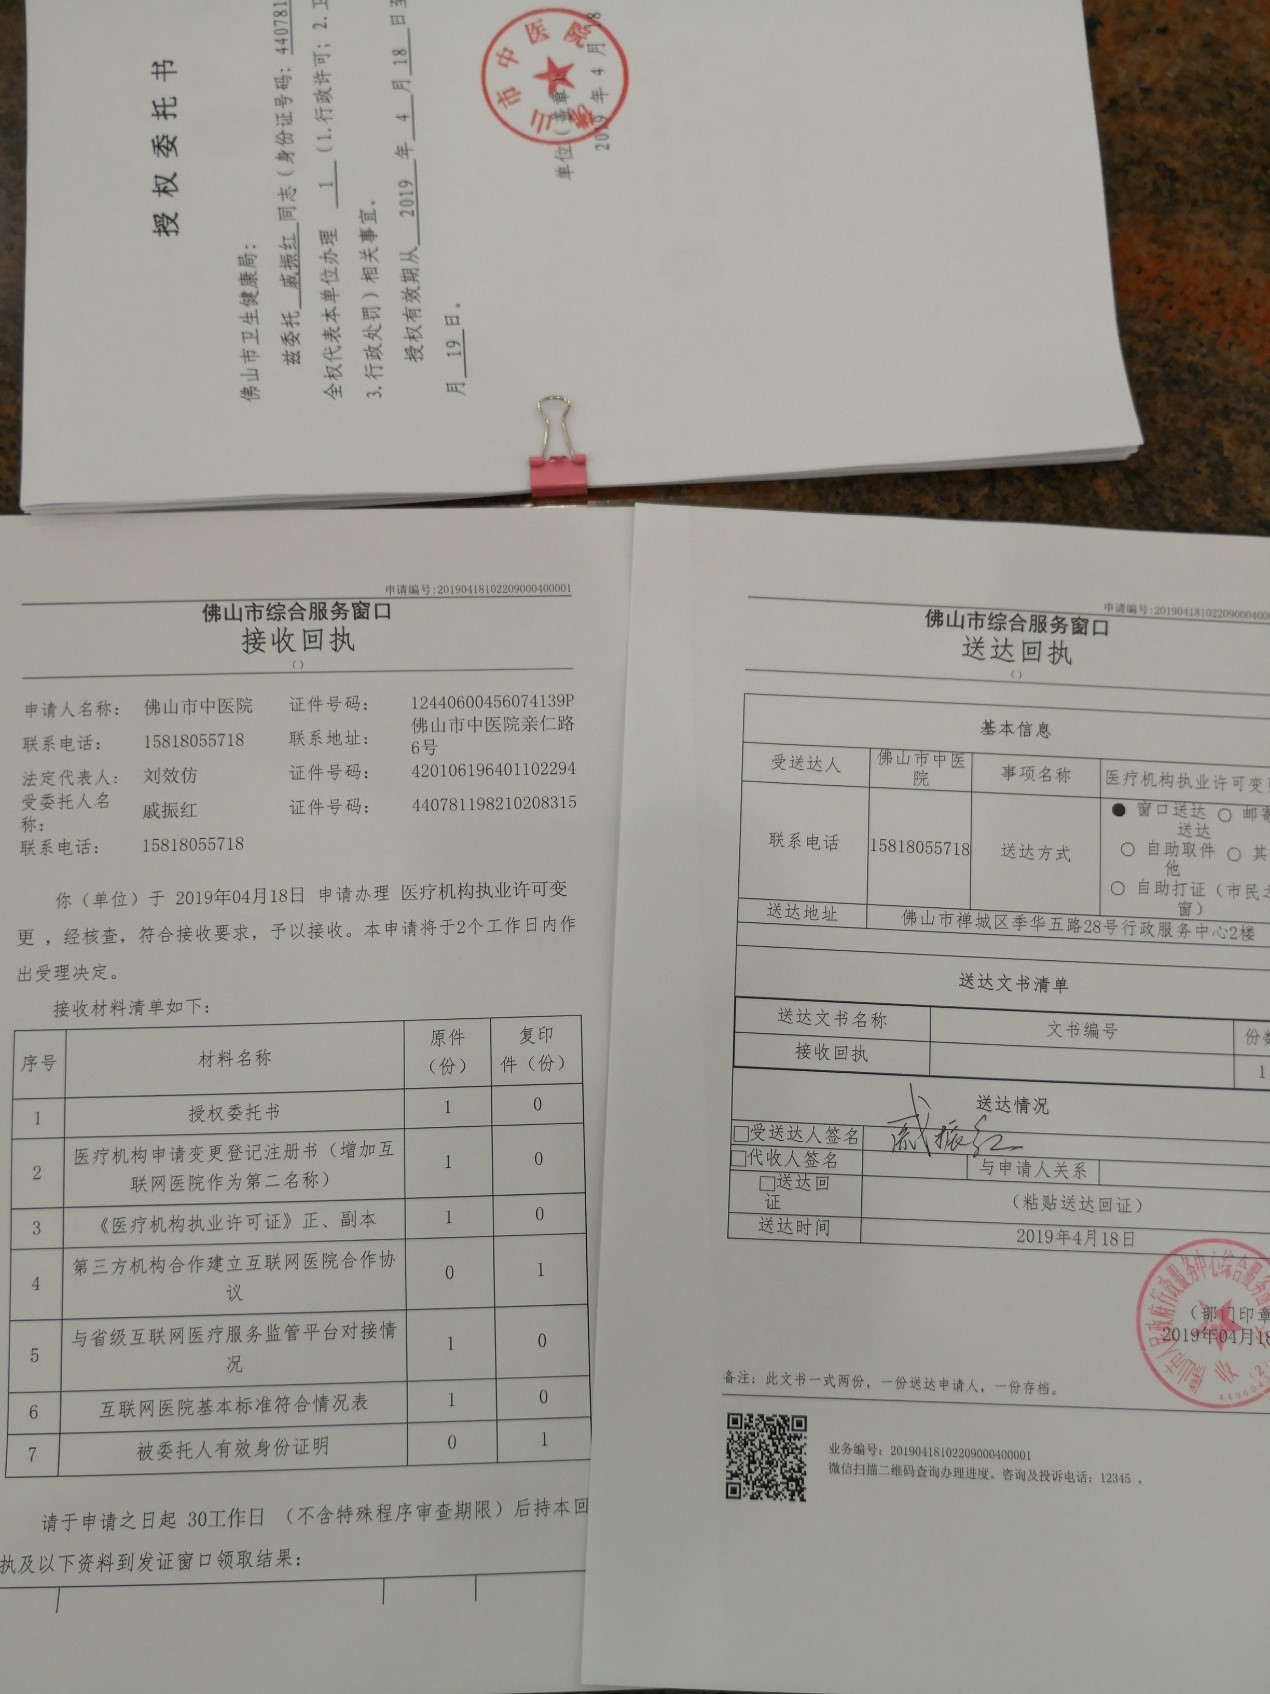 授权委托书
佛山市卫生健康局：
兹委托 戚振红 同志（身份证号码：440781
全权代表本单位办理 1 （1.行政许可；2.
3.行政处罚）相关事宜。
授权有效期从 2019 年 4 月 18 日至
月 19 日。
单位（盖章
2019 年 4 月 18
佛山市中医院
申请编号:20190418102209000400001
佛山市综合服务窗口
接收回执
（）
申请人名称： 佛山市中医院 证件号码： 12440600456074139P
联系电话： 15818055718 联系地址： 佛山市中医院亲仁路
6号
法定代表人： 刘效仿 证件号码： 420106196401102294
受委托人名
称： 戚振红 证件号码： 440781198210208315
联系电话： 15818055718
你（单位）于 2019年04月18日 申请办理 医疗机构执业许可变
更 ，经核查，符合接收要求，予以接收。本申请将于2个工作日内作
出受理决定。
接收材料清单如下：
序号 材料名称 原件（份） 复印件（份）
1 授权委托书 1 0
2 医疗机构申请变更登记注册书（增加互联网医院作为第二名称） 1 0
3 《医疗机构执业许可证》正、副本 1 0
4 第三方机构合作建立互联网医院合作协议 0 1
5 与省级互联网医疗服务监管平台对接情况 1 0
6 互联网医院基本标准符合情况表 1 0
7 被委托人有效身份证明 0 1
请于申请之日起 30工作日 （不含特殊程序审查期限）后持本回
执及以下资料到发证窗口领取结果：
申请编号:2019041810220900040
佛山市综合服务窗口
送达回执
（）
基本信息
受送达人 佛山市中医院 事项名称 医疗机构执业许可变
联系电话 15818055718 送达方式 ● 窗口送达 ○ 邮寄
送达
○ 自助取件 ○ 其
他
○ 自助打证（市民之
窗）
送达地址 佛山市禅城区季华五路28号行政服务中心2楼
送达文书清单
送达文书名称 文书编号 份数
接收回执 1
送达情况
□受送达人签名 戚振红
□代收人签名 与申请人关系
□送达回证 （粘贴送达回证）
送达时间 2019年4月18日
（部门印章
2019年04月18
备注：此文书一式两份，一份送达申请人，一份存档。
业务编号：20190418102209000400001
微信扫描二维码查询办理进度。咨询及投诉电话：12345 。